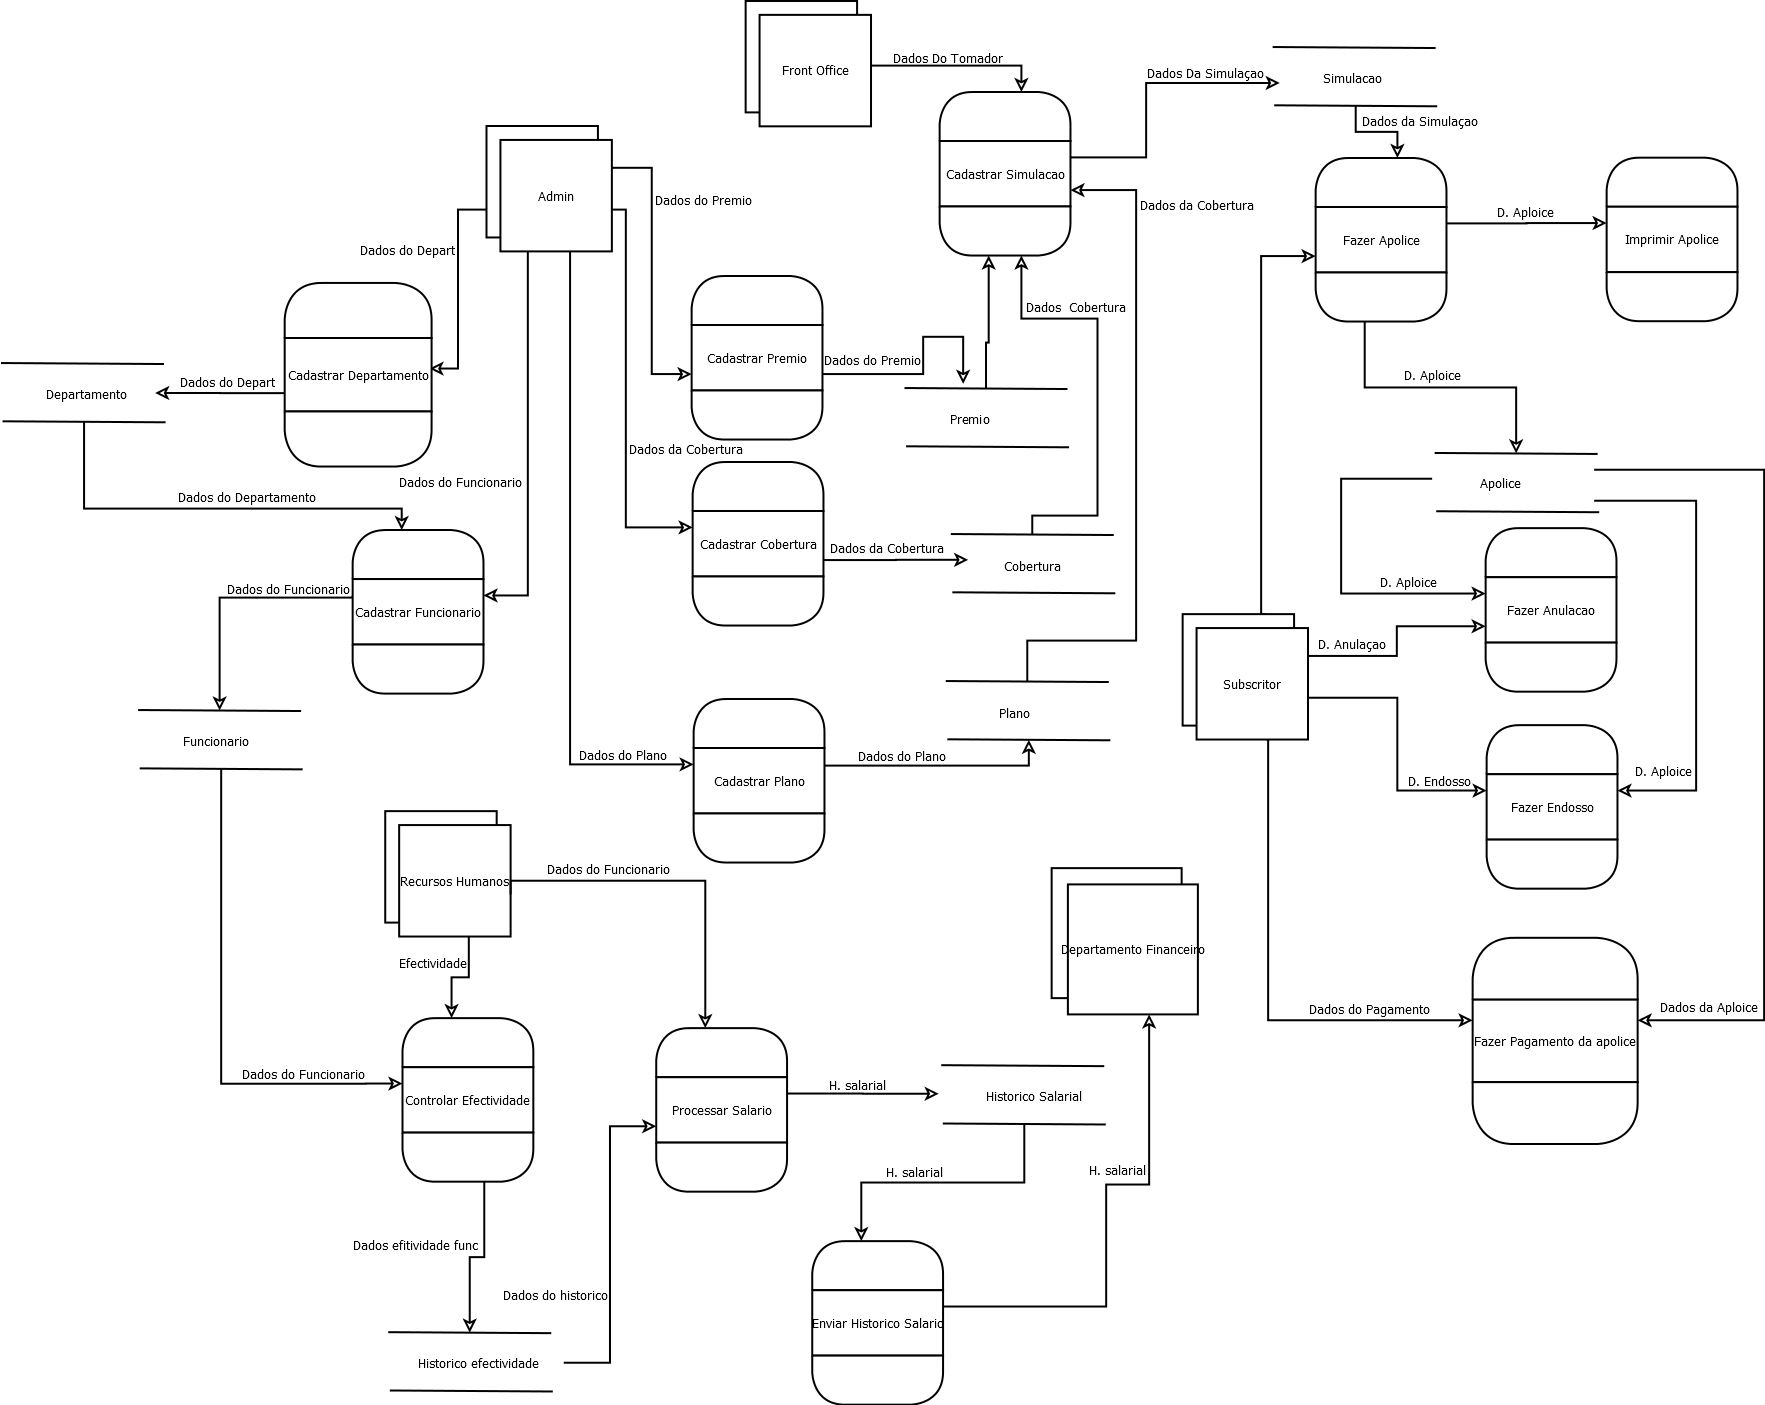 Front Office
Dados Do Tomador
Dados Da Simulaçao
Simulacao
Dados da Simulaçao
Cadastrar Simulacao
Admin
Dados do Premio
Dados da Cobertura
Fazer Apolice
D. Aploice
Imprimir Apolice
Dados do Depart
Dados  Cobertura
Cadastrar Departamento
Dados do Depart
Departamento
Cadastrar Premio
Dados do Premio
Premio
D. Aploice
Dados da Cobertura
Dados do Funcionario
Dados do Departamento
Apolice
Cadastrar Cobertura
Dados da Cobertura
Cobertura
Dados do Funcionario
Cadastrar Funcionario
D. Aploice
Fazer Anulacao
D. Anulaçao
Subscritor
Funcionario
Plano
Dados do Plano
Cadastrar Plano
Dados do Plano
D. Endosso
D. Aploice
Fazer Endosso
Recursos Humanos
Dados do Funcionario
Efectividade
Departamento Financeiro
Dados do Pagamento
Dados da Aploice
Fazer Pagamento da apolice
Dados do Funcionario
Controlar Efectividade
Processar Salario
H. salarial
Historico Salarial
H. salarial
H. salarial
Dados efitividade func
Dados do historico
Enviar Historico Salario
Historico efectividade